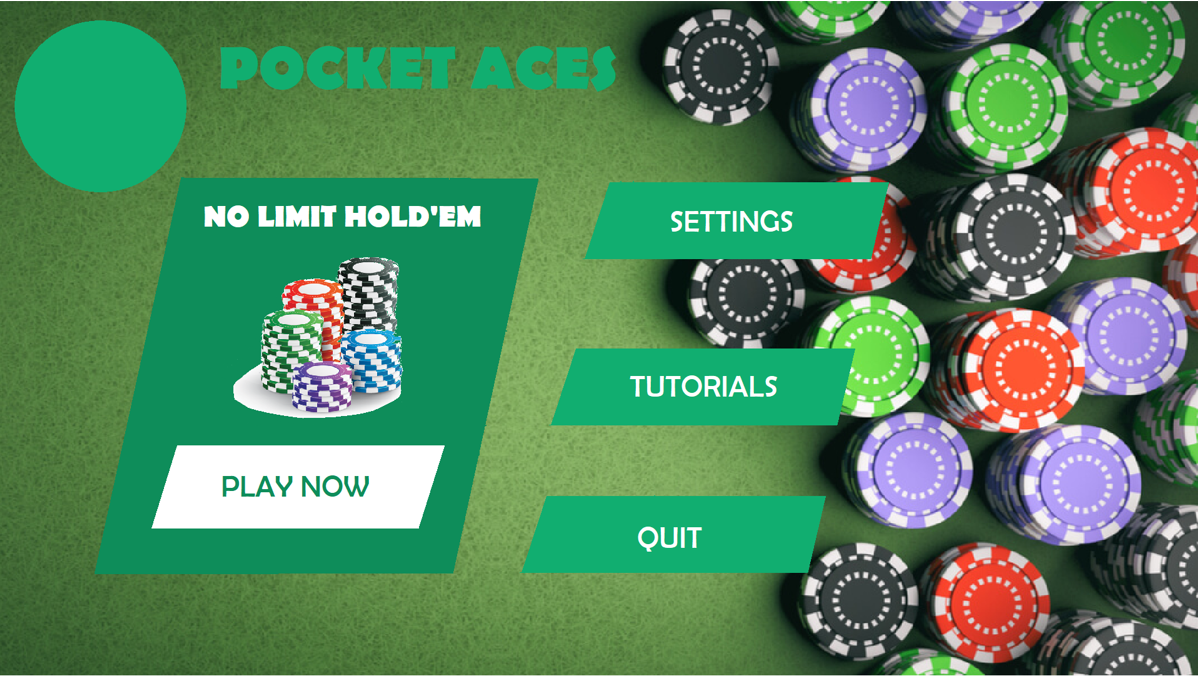 POCKET ACES
NO LIMIT HOLD'EM
SETTINGS
TUTORIALS
PLAY NOW
QUIT